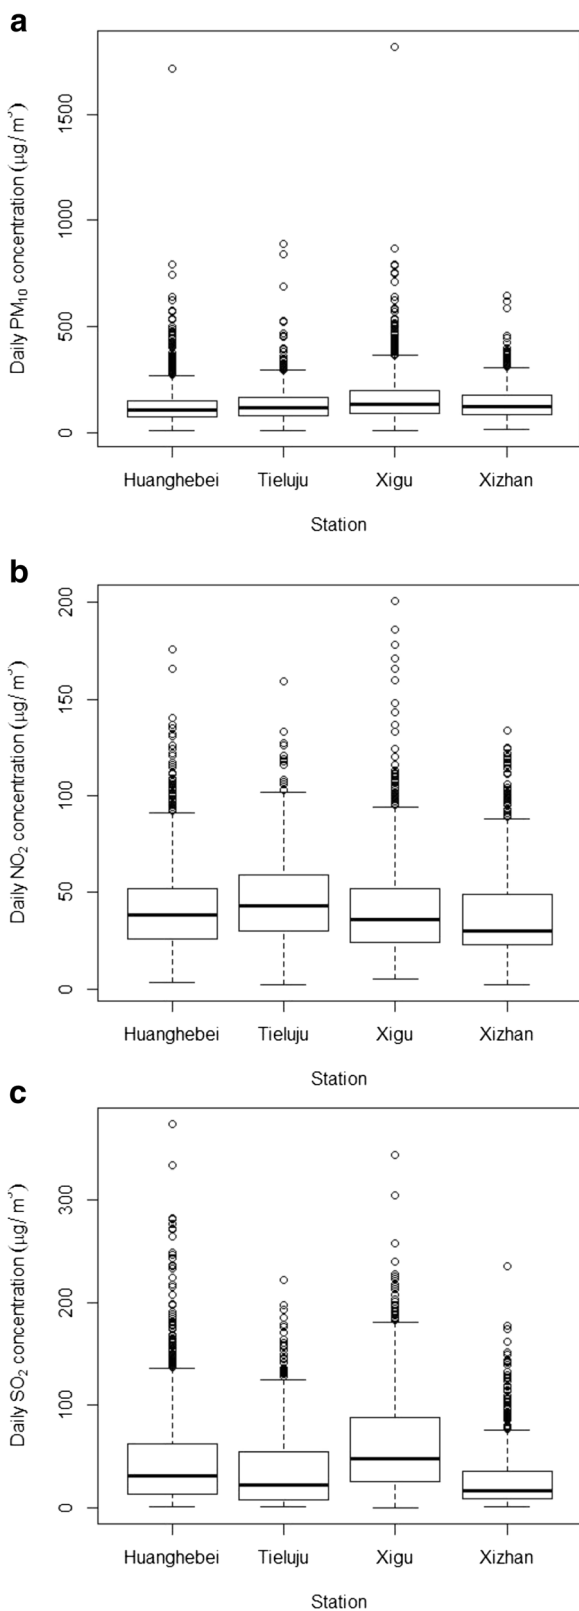 a
Daily PM₁₀ concentration (μg/m³)
1500
1000
500
0
Huanghebei Tieluju Xigu Xizhan
Station
b
Daily NO₂ concentration (μg/m³)
200
150
100
50
0
Huanghebei Tieluju Xigu Xizhan
Station
c
Daily SO₂ concentration (μg/m³)
300
200
100
0
Huanghebei Tieluju Xigu Xizhan
Station